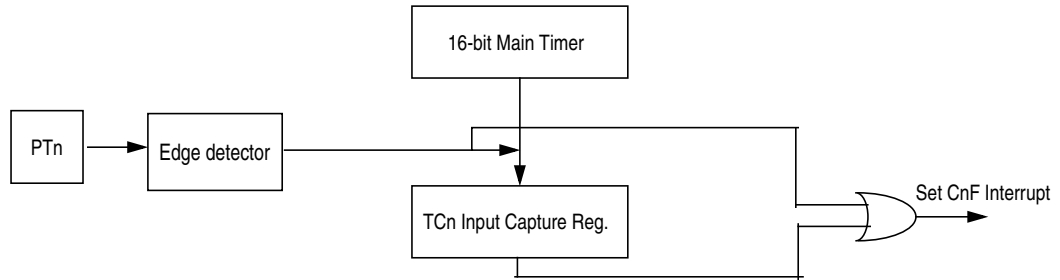 16-bit Main Timer
PTn
Edge detector
TCn Input Capture Reg.
Set CnF Interrupt